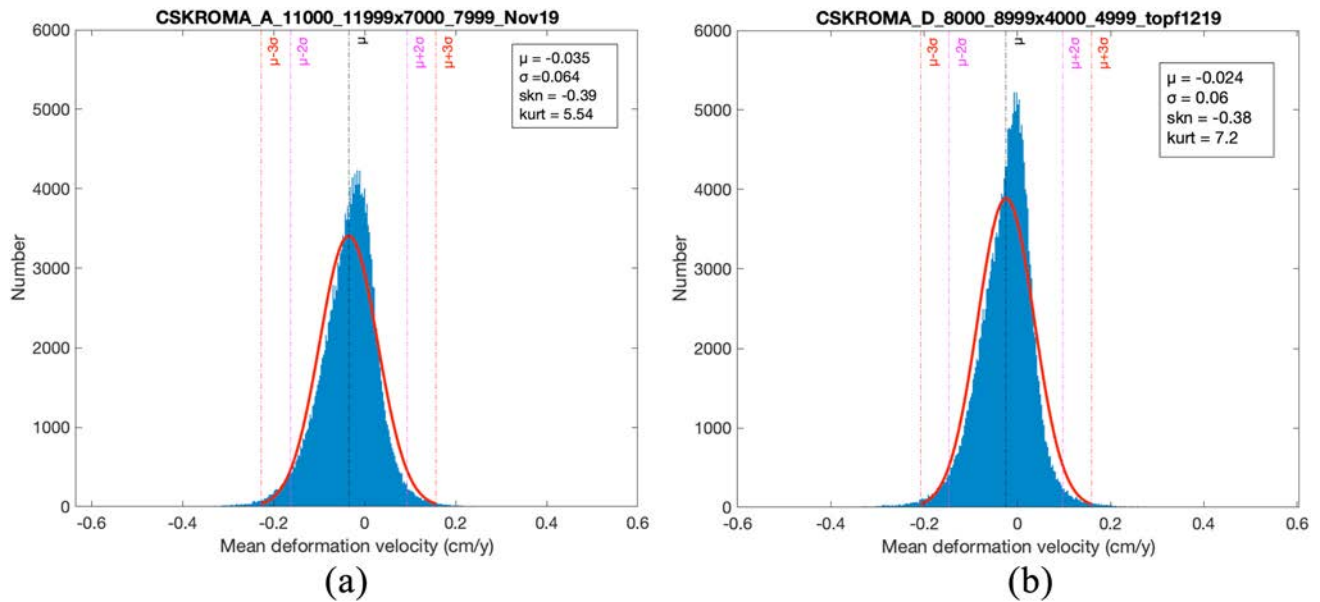 CSKROMA_A_11000_11999x7000_7999_Nov19
6000
5000
4000
3000
2000
1000
0
Number
μ-3σ
μ-2σ
μ
μ+2σ
μ+3σ
μ = -0.035
σ =0.064
skn = -0.39
kurt = 5.54
-0.6 -0.4 -0.2 0 0.2 0.4 0.6
Mean deformation velocity (cm/y)
(a)
CSKROMA_D_8000_8999x4000_4999_topf1219
6000
5000
4000
3000
2000
1000
0
Number
μ-3σ
μ-2σ
μ
μ+2σ
μ+3σ
μ = -0.024
σ = 0.06
skn = -0.38
kurt = 7.2
-0.6 -0.4 -0.2 0 0.2 0.4 0.6
Mean deformation velocity (cm/y)
(b)